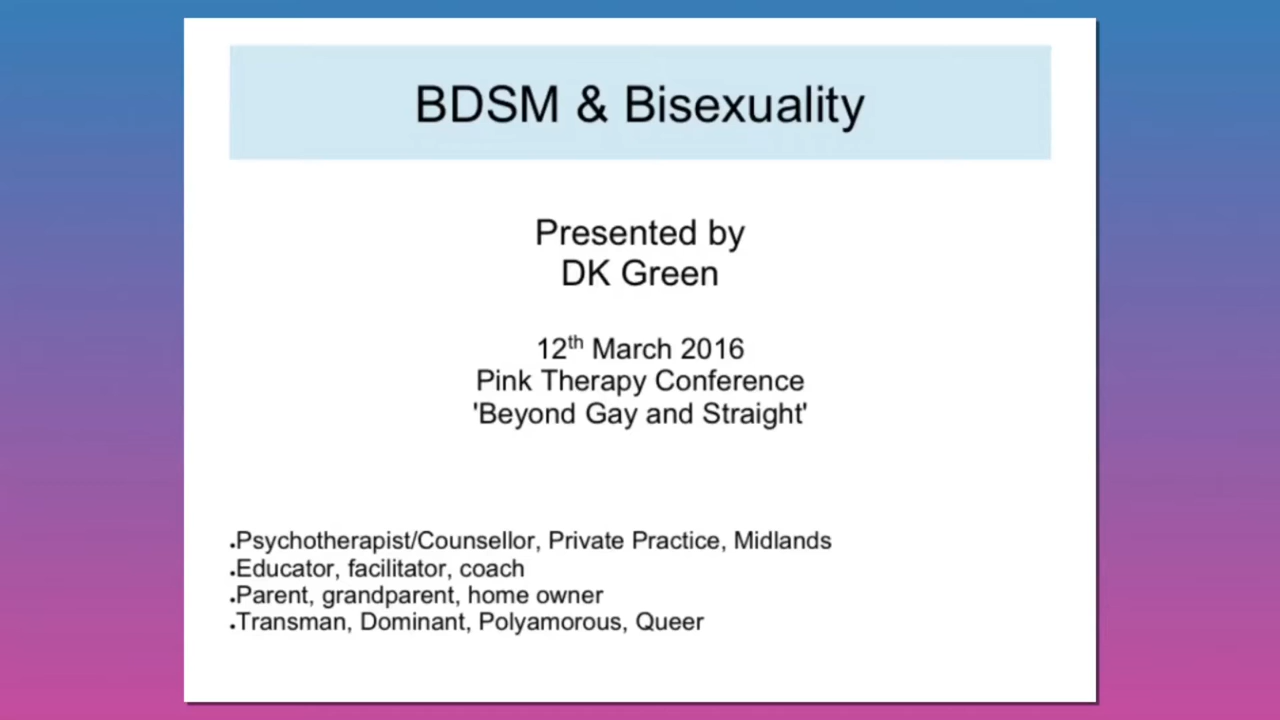 BDSM & Bisexuality
Presented by
DK Green
12th March 2016
Pink Therapy Conference
'Beyond Gay and Straight'
•Psychotherapist/Counsellor, Private Practice, Midlands
•Educator, facilitator, coach
•Parent, grandparent, home owner
•Transman, Dominant, Polyamorous, Queer